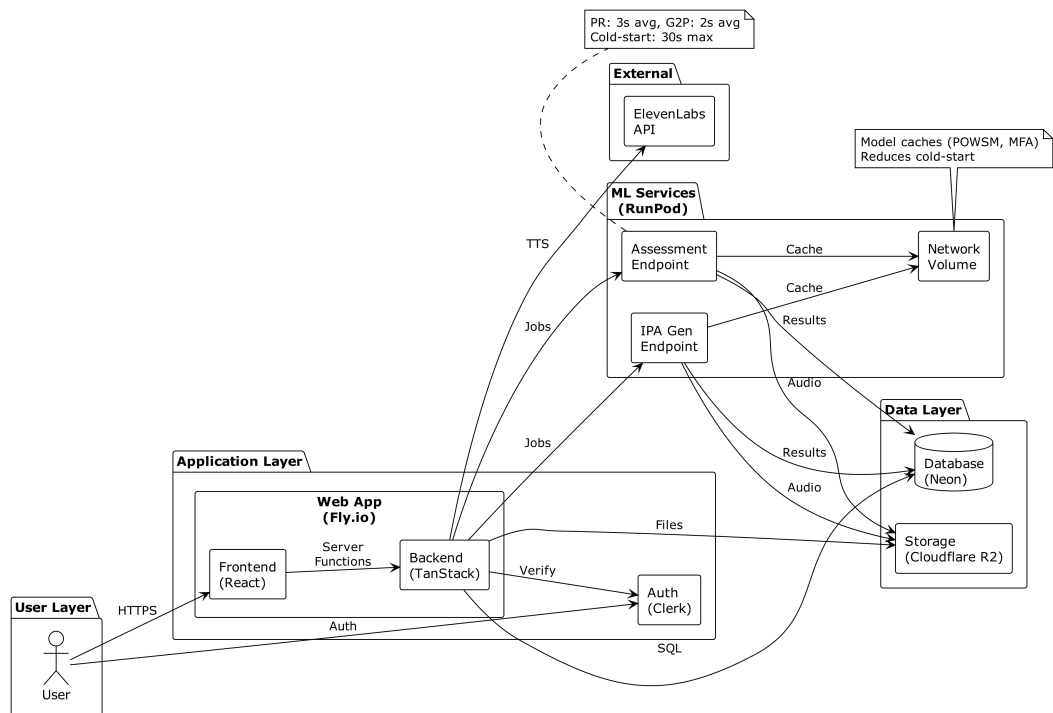 PR: 3s avg, G2P: 2s avg
Cold-start: 30s max
External
ElevenLabs
API
Model caches (POWSM, MFA)
Reduces cold-start
ML Services
(RunPod)
Assessment
Endpoint
Cache
Network
Volume
TTS
Cache
Jobs
IPA Gen
Endpoint
Results
Audio
Data Layer
Database
(Neon)
Jobs
Results
Audio
Application Layer
Web App
(Fly.io)
Files
Storage
(Cloudflare R2)
Server
Functions
Frontend
(React)
Backend
(TanStack)
Verify
Auth
(Clerk)
User Layer
HTTPS
Auth
SQL
User